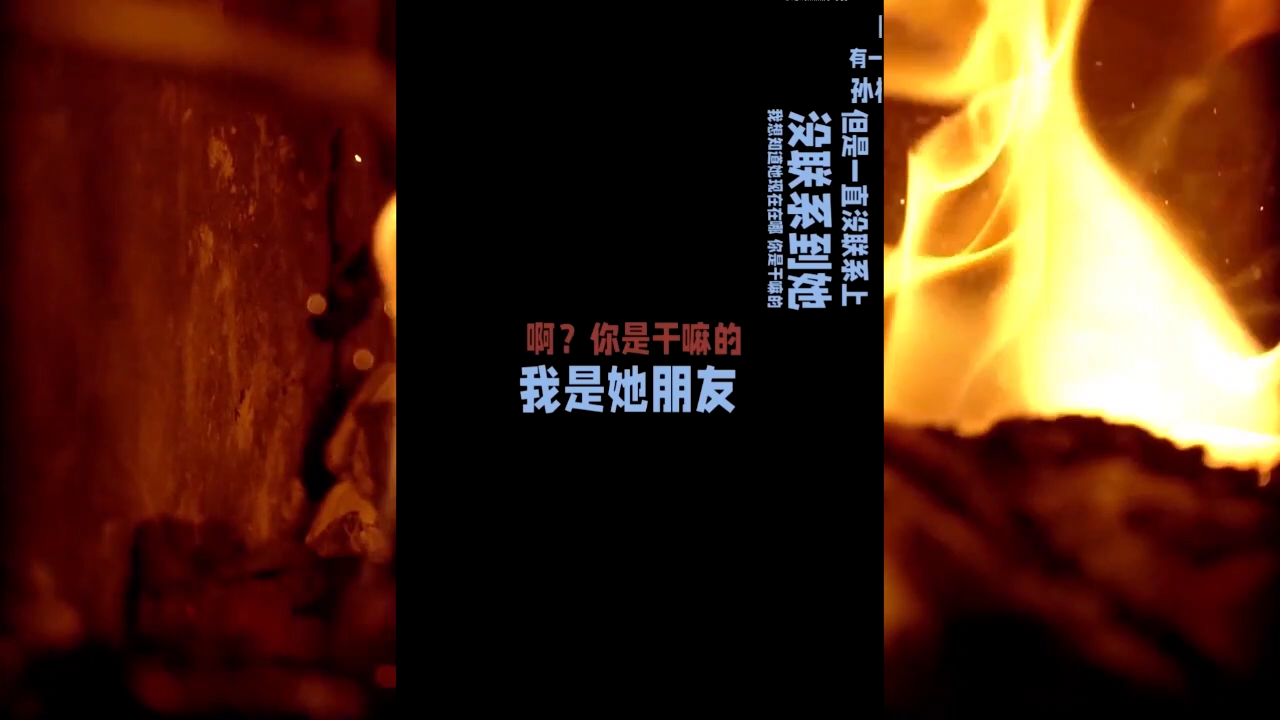 有一
孙
但是一直没联系上
没联系到她
我想知道她现在在哪 你是干嘛的
啊？你是干嘛的
我是她朋友